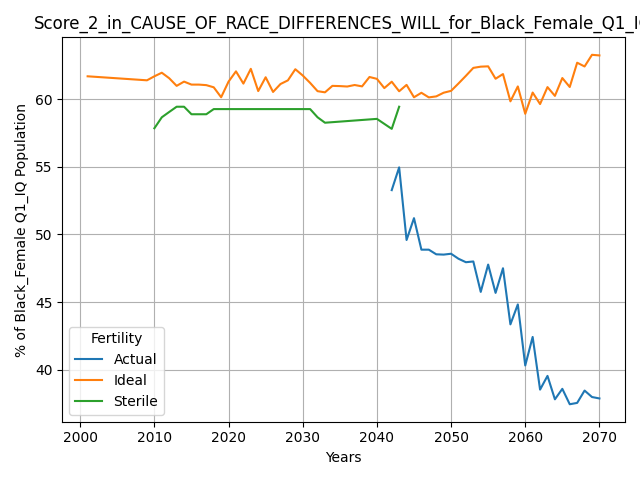 Score_2_in_CAUSE_OF_RACE_DIFFERENCES_WILL_for_Black_Female_Q1_IQ
% of Black_Female Q1_IQ Population
60
55
50
45
40
Fertility
Actual
Ideal
Sterile
2000 2010 2020 2030 2040 2050 2060 2070
Years